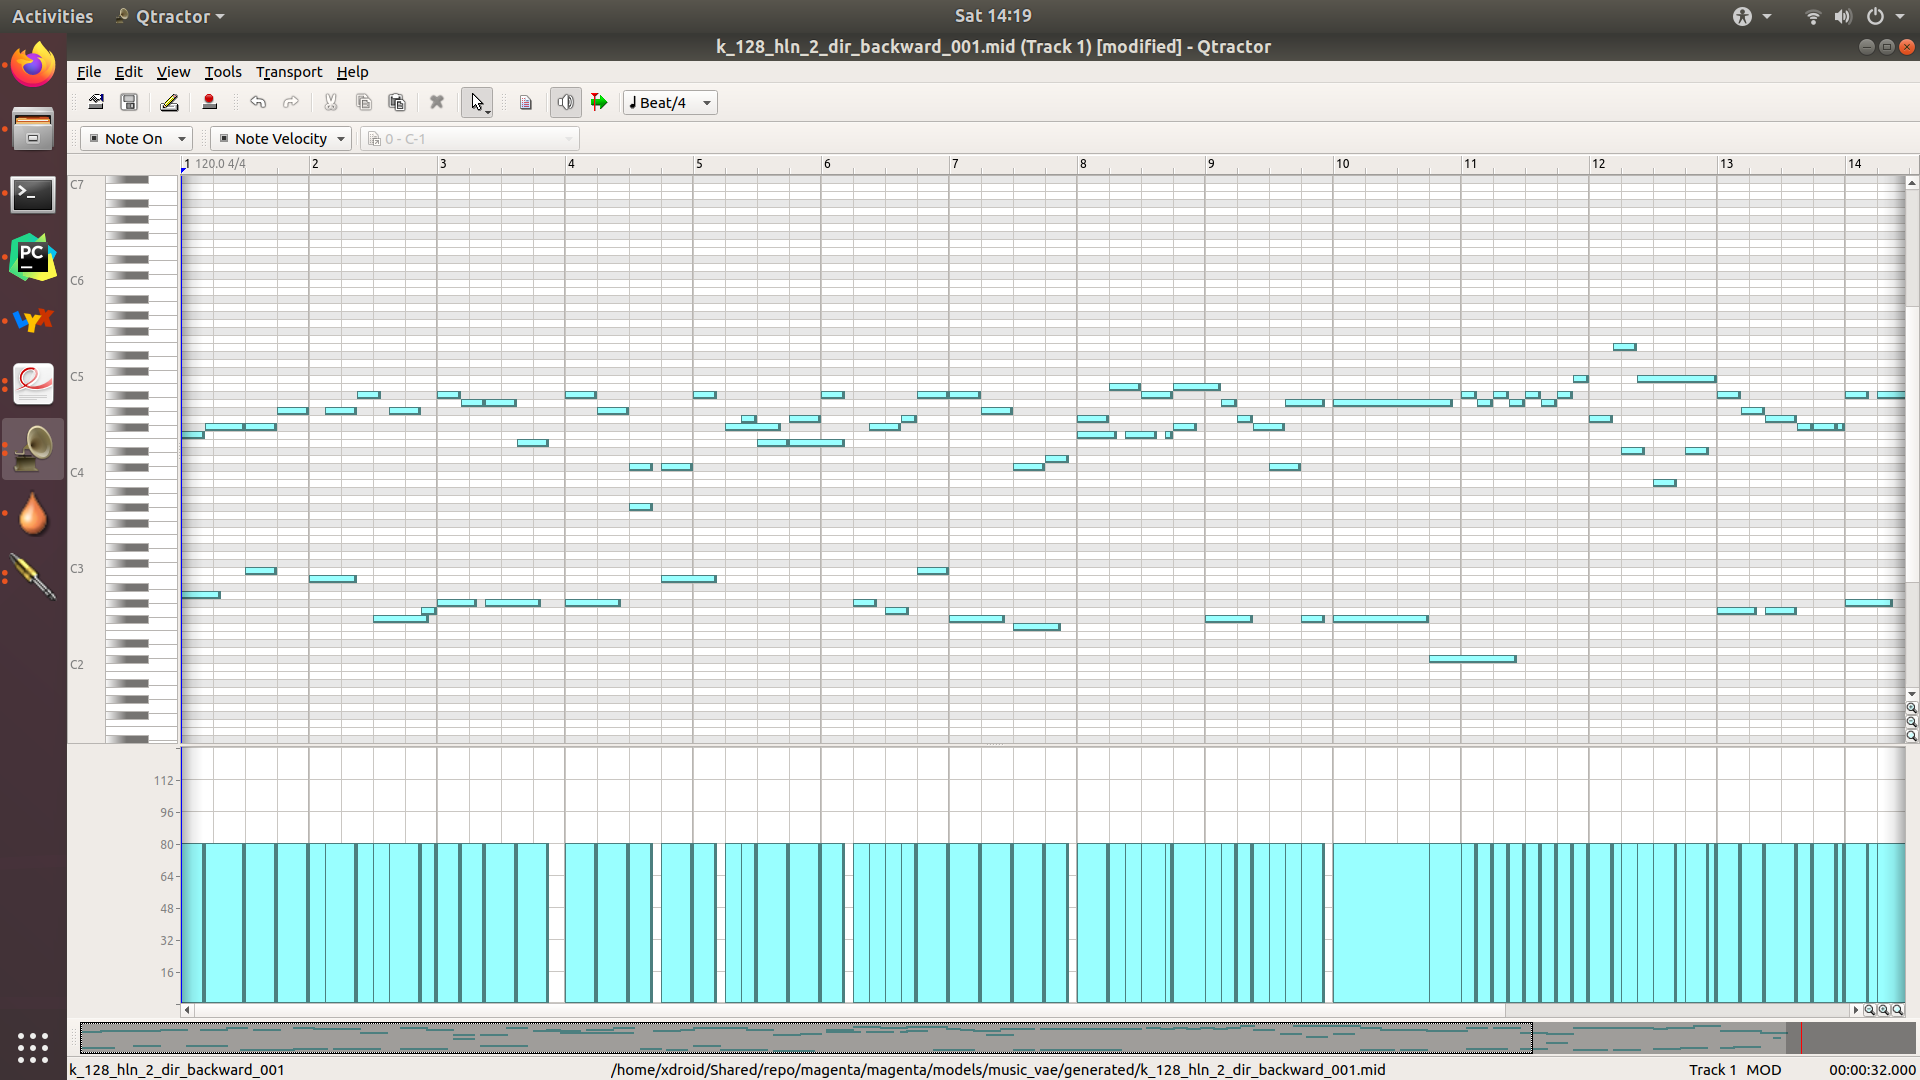 Activities
Qtractor
Sat 14:19
k_128_hln_2_dir_backward_001.mid (Track 1) [modified] - Qtractor
File Edit View Tools Transport Help
Beat/4
Note On
Note Velocity
0 - C-1
1 120.0 4/4 2 3 4 5 6 7 8 9 10 11 12 13 14
C7
C6
C5
C4
C3
C2
112
96
80
64
48
32
16
PC
LYX
k_128_hln_2_dir_backward_001
/home/xdroid/Shared/repo/magenta/magenta/models/music_vae/generated/k_128_hln_2_dir_backward_001.mid
Track 1 MOD
00:00:32.000